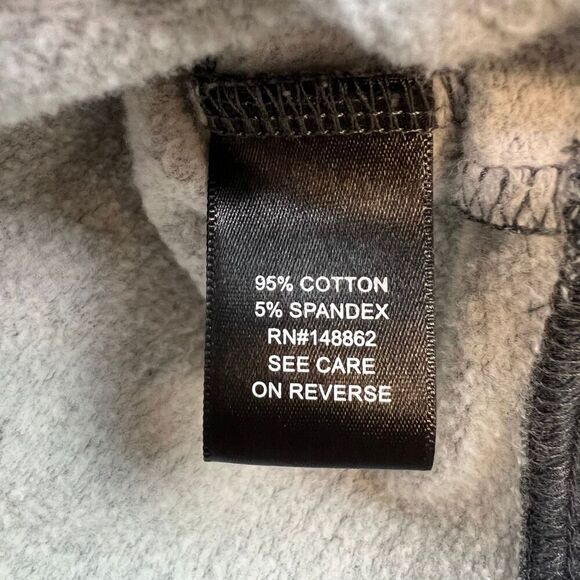 95% COTTON
5% SPANDEX
RN#148862
SEE CARE
ON REVERSE